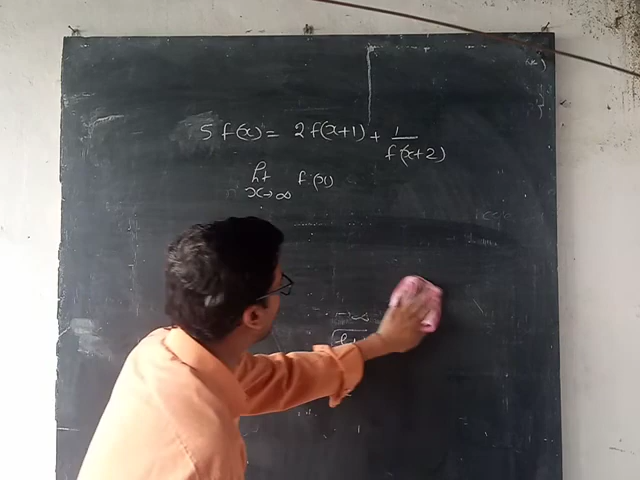 5 f(x) = 2 f(x+1) + 1/f(x+2)
lt x→∞ f(x)
→∞